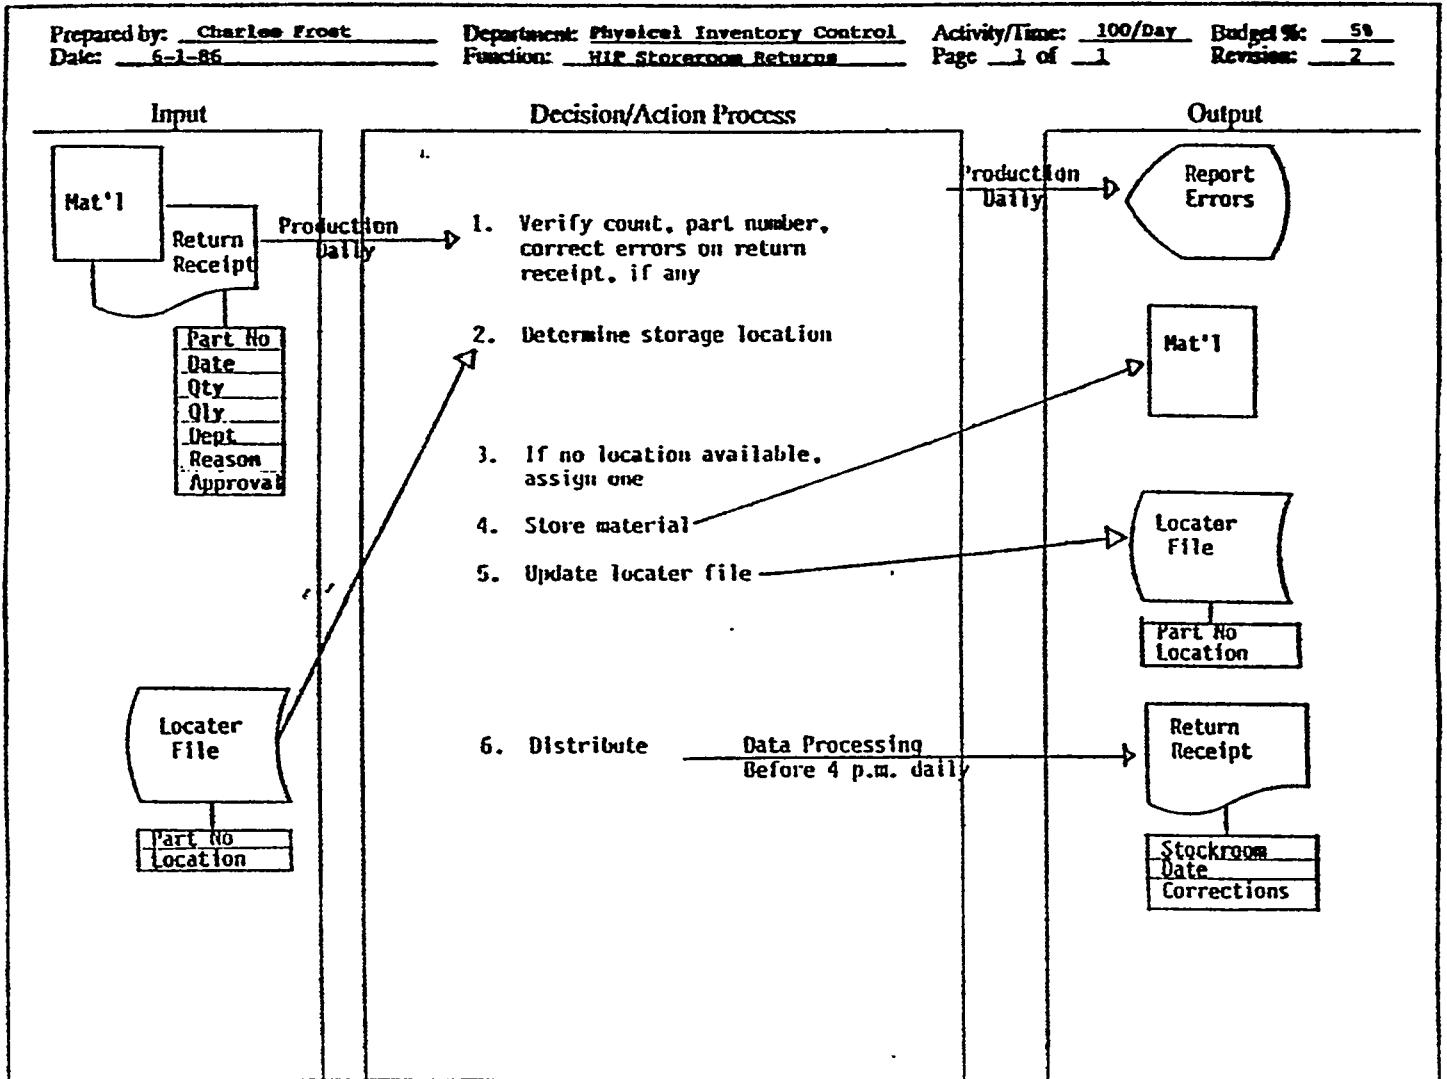 Prepared by: Charles Frost Department: Physical Inventory Control Activity/Time: 100/Day Budget %: 5%
Date: 6-1-86 Function: WIP Storeroom Returns Page 1 of 1 Revision: 2
Input Decision/Action Process Output
Mat'l
Return
Receipt
Part No
Date
Qty
Qly
Dept
Reason
Approval
Production
Daily
Locater
File
Part No
Location
1. Verify count, part number,
correct errors on return
receipt, if any
2. Determine storage location
3. If no location available,
assign one
4. Store material
5. Update locater file
6. Distribute
Data Processing
Before 4 p.m. daily
Production
Daily
Report
Errors
Mat'l
Locater
File
Part No
Location
Return
Receipt
Stockroom
Date
Corrections